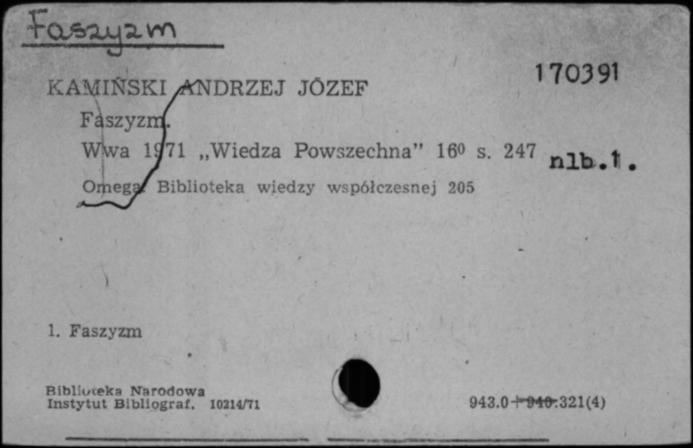 Faszyzm
170391
KAMIŃSKI ANDRZEJ JÓZEF
Faszyzm.
Wwa 1971 „Wiedza Powszechna” 16⁰ s. 247 nlb. 1.
Omega. Biblioteka wiedzy współczesnej 205
1. Faszyzm
Biblioteka Narodowa
Instytut Bibliograf. 10214/71
943.0+940.321(4)